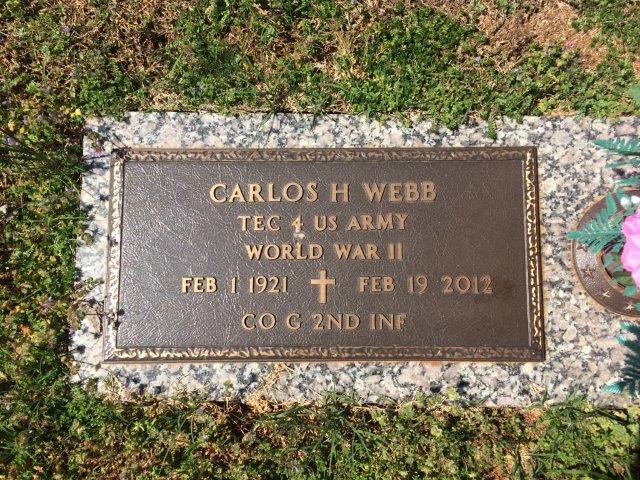 CARLOS H WEBB
TEC 4 US ARMY
WORLD WAR II
FEB 1 1921 FEB 19 2012
CO G 2ND INF